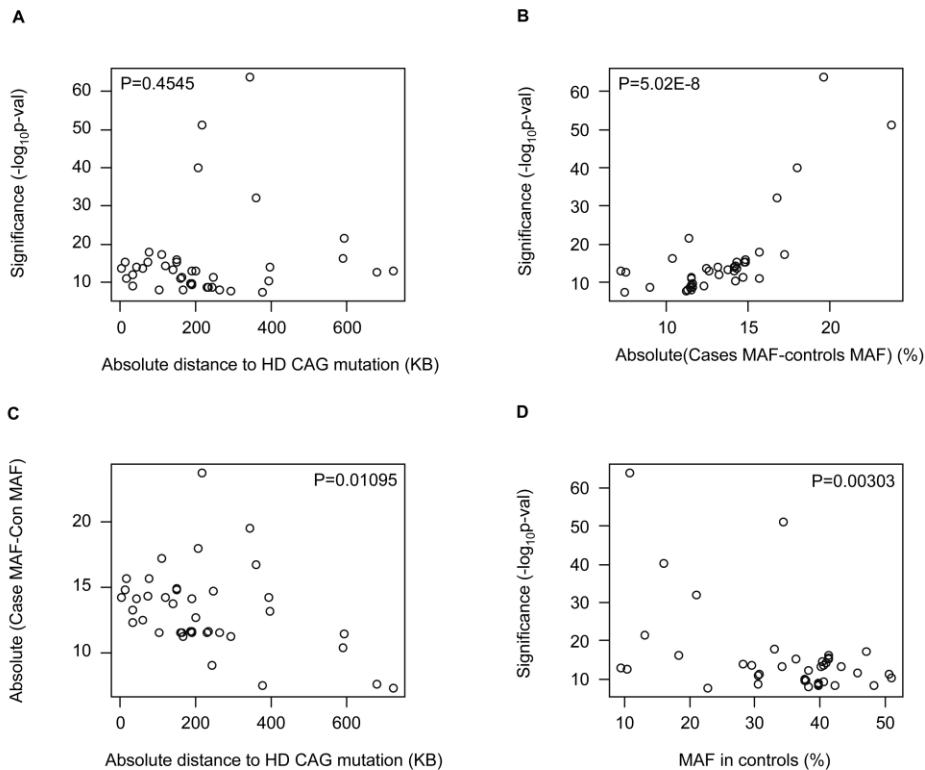 A
P=0.4545
60
50
40
30
20
10
0
200
400
600
Significance (-log10p-val)
Absolute distance to HD CAG mutation (KB)
B
P=5.02E-8
60
50
40
30
20
10
10
15
20
Significance (-log10p-val)
Absolute(Cases MAF-controls MAF) (%)
C
P=0.01095
20
15
10
0
200
400
600
Absolute (Case MAF-Con MAF)
Absolute distance to HD CAG mutation (KB)
D
P=0.00303
60
50
40
30
20
10
10
20
30
40
50
Significance (-log10p-val)
MAF in controls (%)